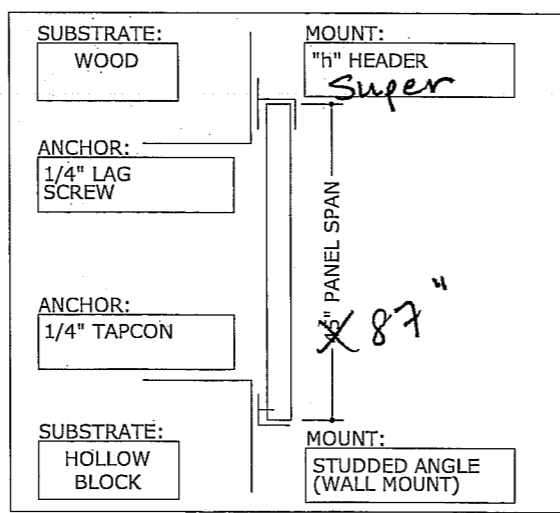 SUBSTRATE:
WOOD
MOUNT:
"h" HEADER
Super
ANCHOR:
1/4" LAG
SCREW
PANEL SPAN
87"
ANCHOR:
1/4" TAPCON
SUBSTRATE:
HOLLOW
BLOCK
MOUNT:
STUDDED ANGLE
(WALL MOUNT)